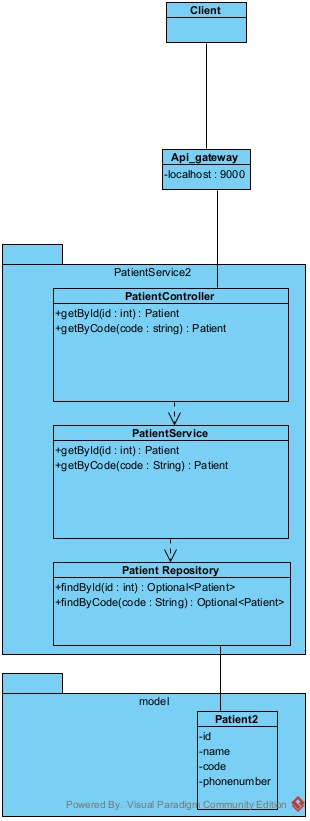 Client
Api_gateway
-localhost : 9000
PatientService2
PatientController
+getById(id : int) : Patient
+getByCode(code : string) : Patient
PatientService
+getById(id : int) : Patient
+getByCode(code : String) : Patient
Patient Repository
+findById(id : int) : Optional<Patient>
+findByCode(code : String) : Optional<Patient>
model
Patient2
-id
-name
-code
-phonenumber
Powered By Visual Paradigm Community Edition